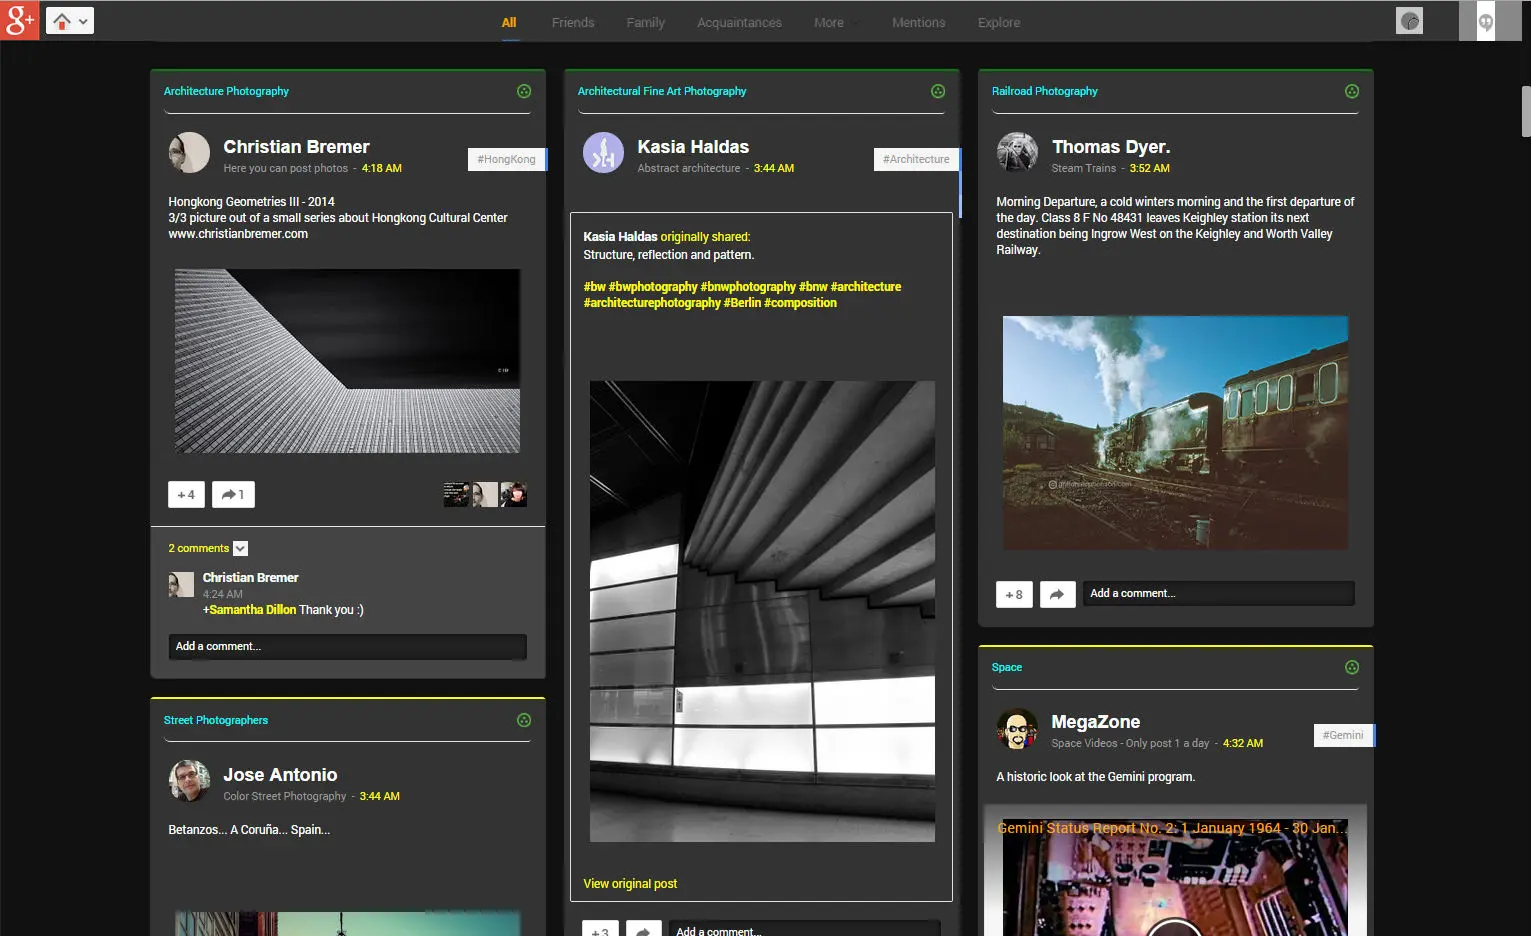 g+
All
Friends
Family
Acquaintances
More
Mentions
Explore
Architecture Photography
Christian Bremer
Here you can post photos - 4:18 AM
#HongKong
Hongkong Geometries III - 2014
3/3 picture out of a small series about Hongkong Cultural Center
www.christianbremer.com
+4
1
2 comments
Christian Bremer
4:24 AM
+Samantha Dillon Thank you :)
Add a comment...
Street Photographers
Jose Antonio
Color Street Photography - 3:44 AM
Betanzos... A Coruña... Spain...
Architectural Fine Art Photography
Kasia Haldas
Abstract architecture - 3:44 AM
#Architecture
Kasia Haldas originally shared:
Structure, reflection and pattern.
#bw #bwphotography #bnwphotography #bnw #architecture
#architecturephotography #Berlin #composition
View original post
+3
Add a comment...
Railroad Photography
Thomas Dyer.
Steam Trains - 3:52 AM
Morning Departure, a cold winters morning and the first departure of
the day. Class 8 F No 48431 leaves Keighley station its next
destination being Ingrow West on the Keighley and Worth Valley
Railway.
+8
Add a comment...
Space
MegaZone
Space Videos - Only post 1 a day - 4:32 AM
#Gemini
A historic look at the Gemini program.
Gemini Status Report No. 2: 1 January 1964 - 30 Jan...